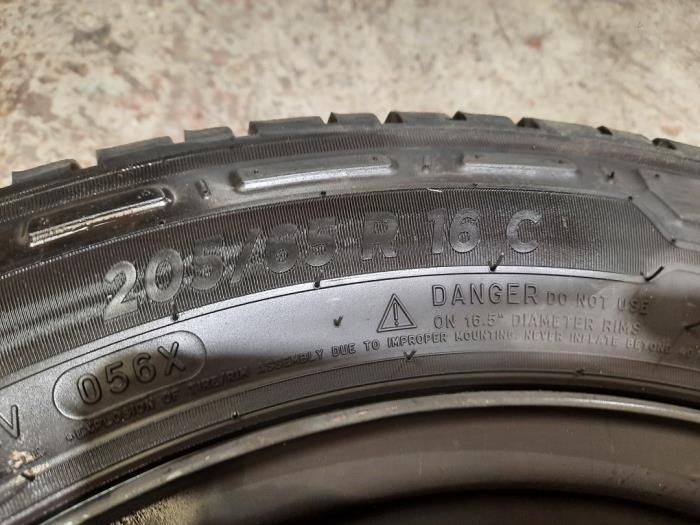 205/65 R 16 C
DANGER DO NOT USE
ON 16.5" DIAMETER RIMS
V 056X
EXPLOSION OF TIRE/RIM ASSEMBLY DUE TO IMPROPER MOUNTING. NEVER INFLATE BEYOND